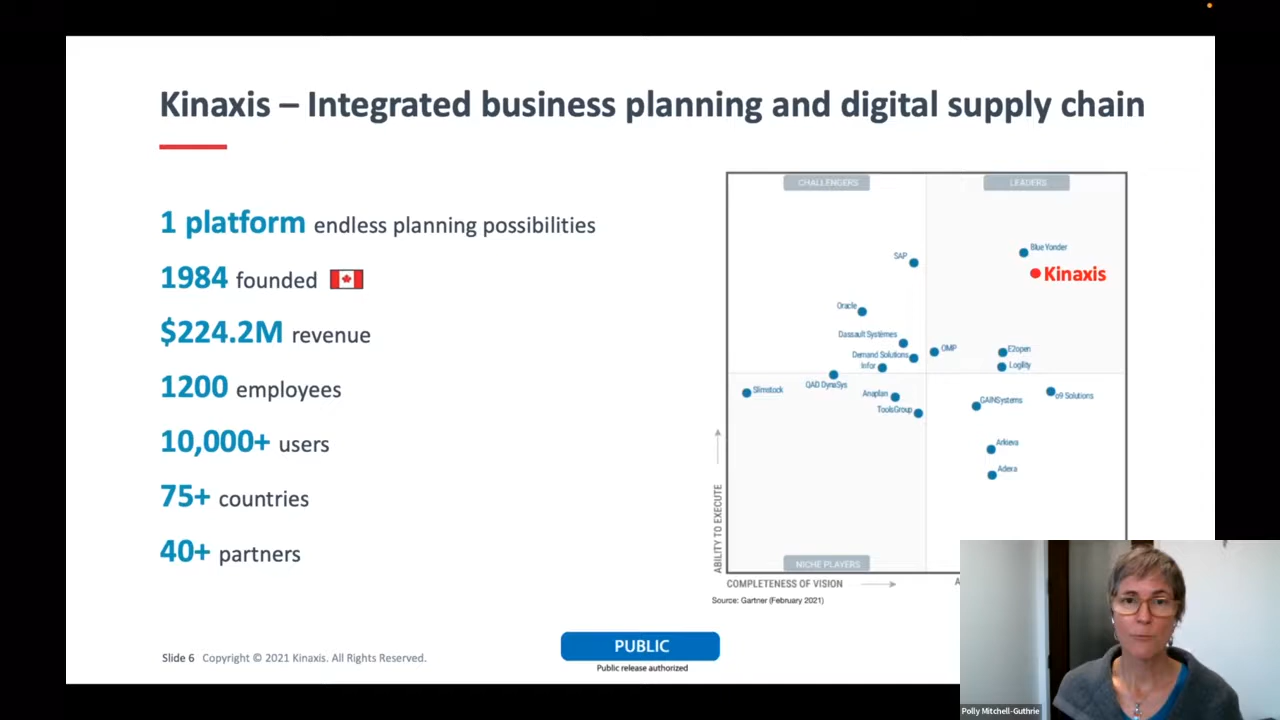 Kinaxis – Integrated business planning and digital supply chain
1 platform endless planning possibilities
1984 founded
$224.2M revenue
1200 employees
10,000+ users
75+ countries
40+ partners
CHALLENGERS
LEADERS
Blue Yonder
SAP
Kinaxis
Oracle
Dassault Systèmes
OMP
E2open
Demand Solutions
Infor
Logility
QAD DynaSys
Slimstock
Anaplan
o9 Solutions
GAINSystems
ToolsGroup
Arkieva
Adexa
ABILITY TO EXECUTE
NICHE PLAYERS
COMPLETENESS OF VISION
Source: Gartner (February 2021)
PUBLIC
Public release authorized
Slide 6 Copyright © 2021 Kinaxis. All Rights Reserved.
Polly Mitchell-Guthrie